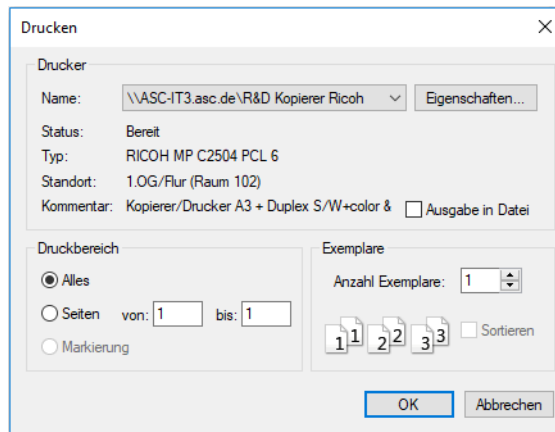 Drucken
Drucker
Name: \\ASC-IT3.asc.de\R&D Kopierer Ricoh Eigenschaften...
Status: Bereit
Typ: RICOH MP C2504 PCL 6
Standort: 1.OG/Flur (Raum 102)
Kommentar: Kopierer/Drucker A3 + Duplex S/W+color & Ausgabe in Datei
Druckbereich
Alles
Seiten von: 1 bis: 1
Markierung
Exemplare
Anzahl Exemplare: 1
1 1 2 2 3 3 Sortieren
OK Abbrechen